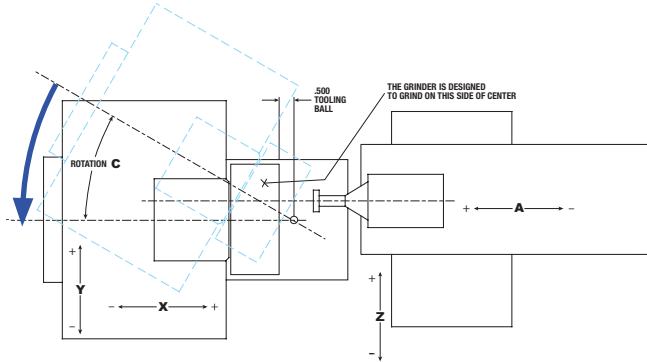 .500
TOOLING
BALL
THE GRINDER IS DESIGNED
TO GRIND ON THIS SIDE OF CENTER
ROTATION C
+ A -
+
Y
-
- X +
+
Z
-